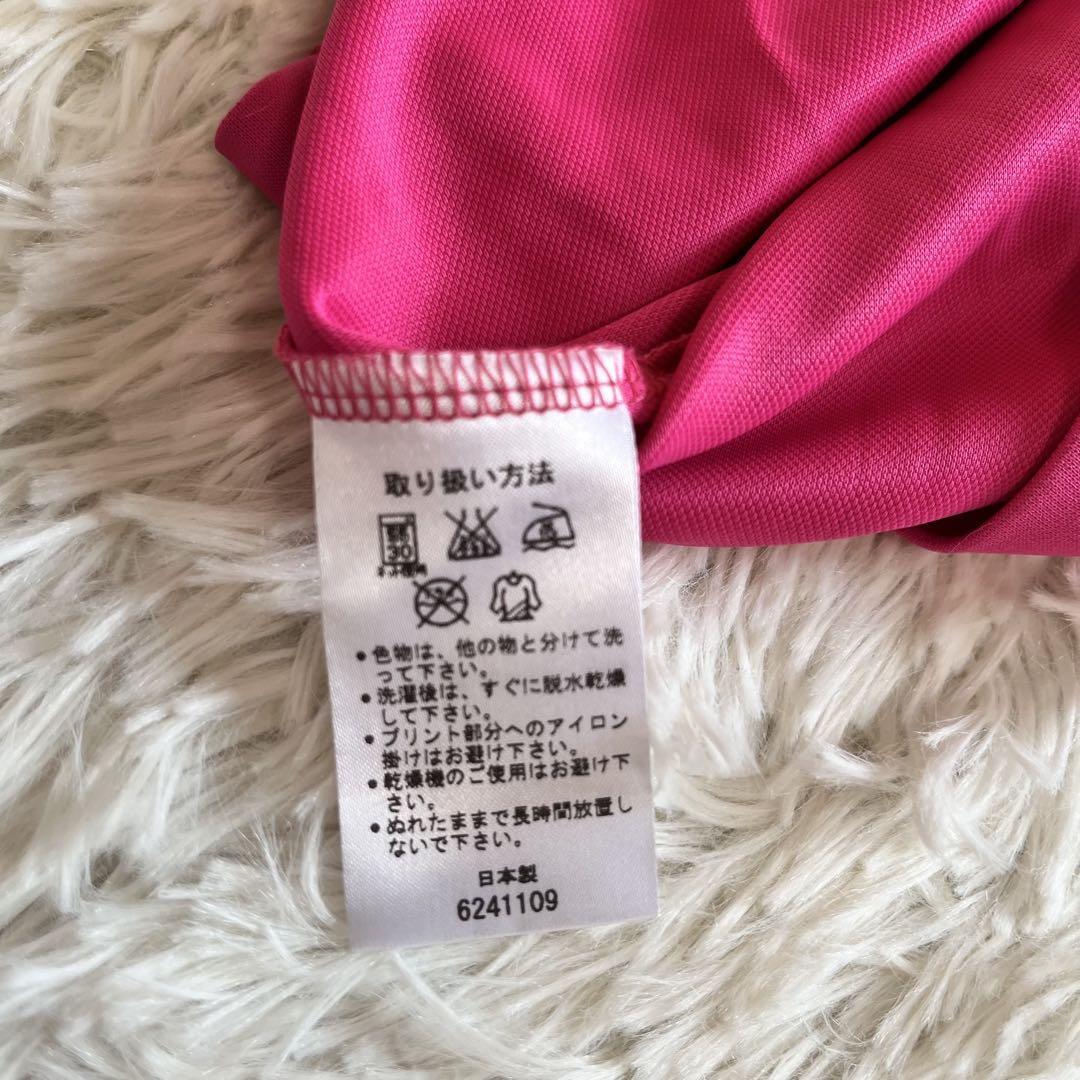 取り扱い方法
30
色物は、他の物と分けて洗
って下さい。
洗濯後は、すぐに脱水乾燥
して下さい。
プリント部分へのアイロン
掛けはお避け下さい。
乾燥機のご使用はお避け下
さい。
ぬれたままで長時間放置し
ないで下さい。
日本製
6241109